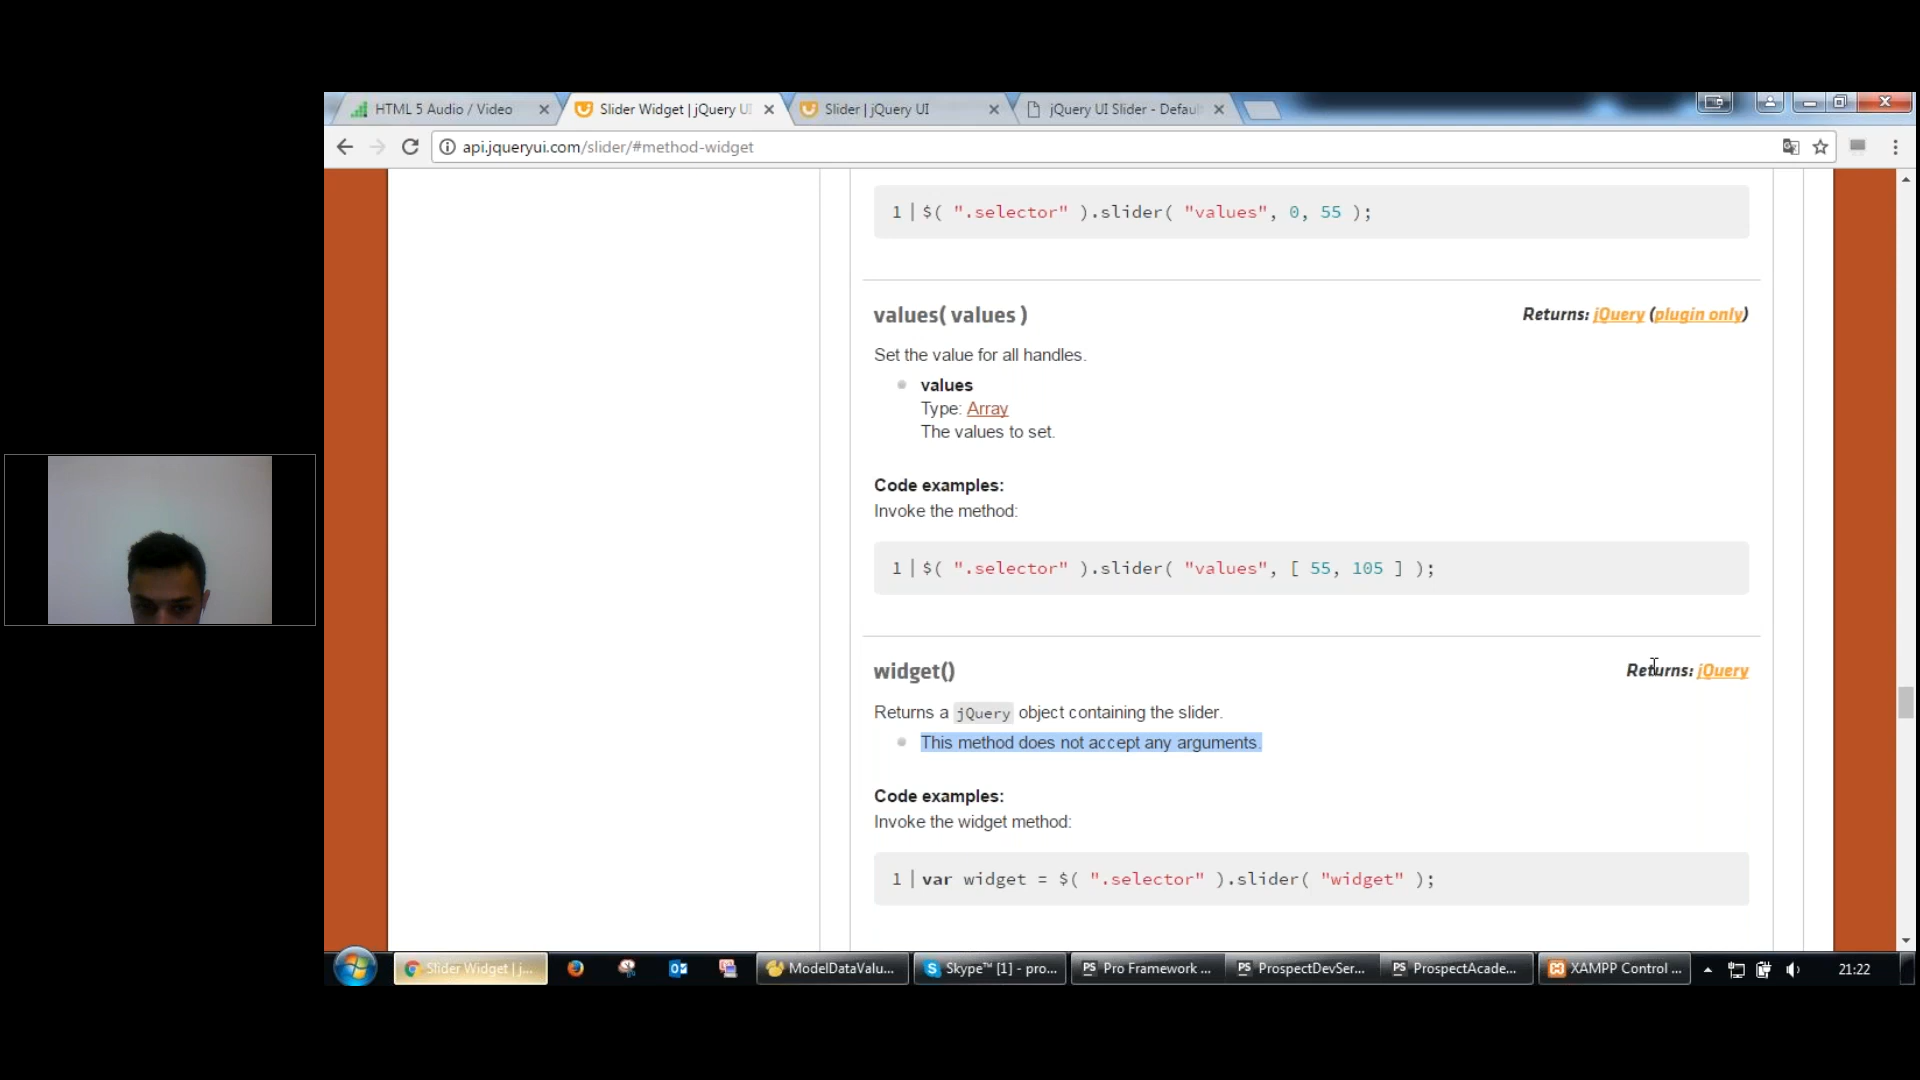 HTML 5 Audio / Video
Slider Widget | jQuery UI
Slider | jQuery UI
jQuery UI Slider - Defaul
api.jqueryui.com/slider/#method-widget
1 $( ".selector" ).slider( "values", 0, 55 );
values( values )
Returns: jQuery (plugin only)
Set the value for all handles.
values
Type: Array
The values to set.
Code examples:
Invoke the method:
1 $( ".selector" ).slider( "values", [ 55, 105 ] );
widget()
Returns: jQuery
Returns a jQuery object containing the slider.
This method does not accept any arguments.
Code examples:
Invoke the widget method:
1 var widget = $( ".selector" ).slider( "widget" );
Slider Widget | j...
ModelDataValu...
Skype™ [1] - pro...
Pro Framework ...
ProspectDevSer...
ProspectAcade...
XAMPP Control ...
21:22